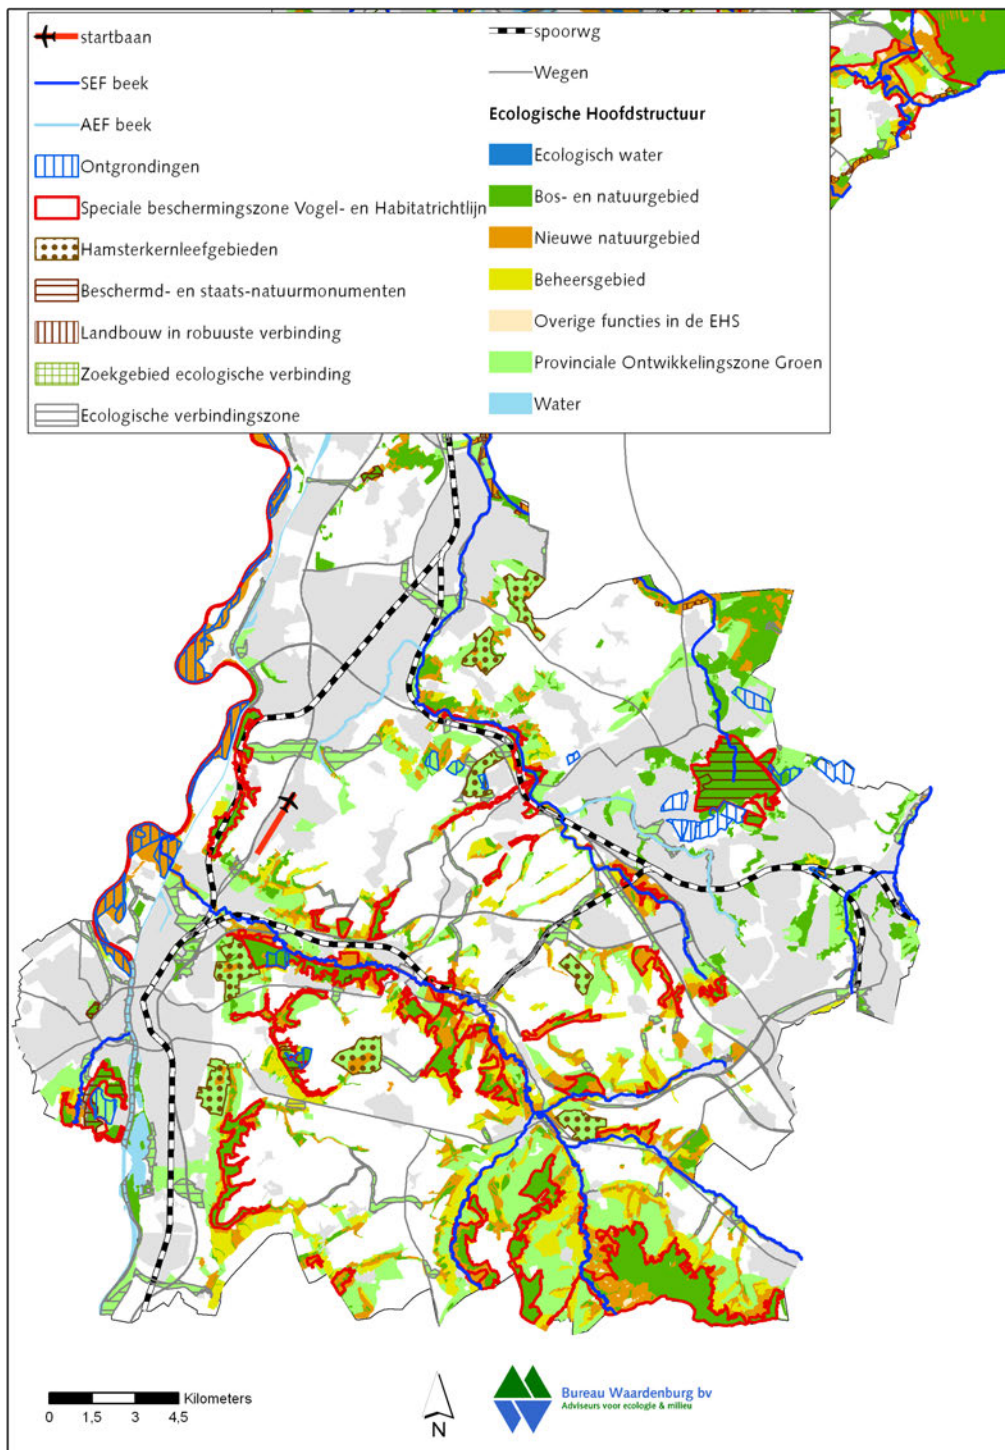 startbaan
SEF beek
AEF beek
Ontgrondingen
Speciale beschermingszone Vogel- en Habitatrichtlijn
Hamsterkernleefgebieden
Beschermd- en staats-natuurmonumenten
Landbouw in robuuste verbinding
Zoekgebied ecologische verbinding
Ecologische verbindingszone
spoorwg
Wegen
Ecologische Hoofdstructuur
Ecologisch water
Bos- en natuurgebied
Nieuwe natuurgebied
Beheersgebied
Overige functies in de EHS
Provinciale Ontwikkelingszone Groen
Water
Kilometers
0 1,5 3 4,5
N
Bureau Waardenburg bv
Adviseurs voor ecologie & milieu